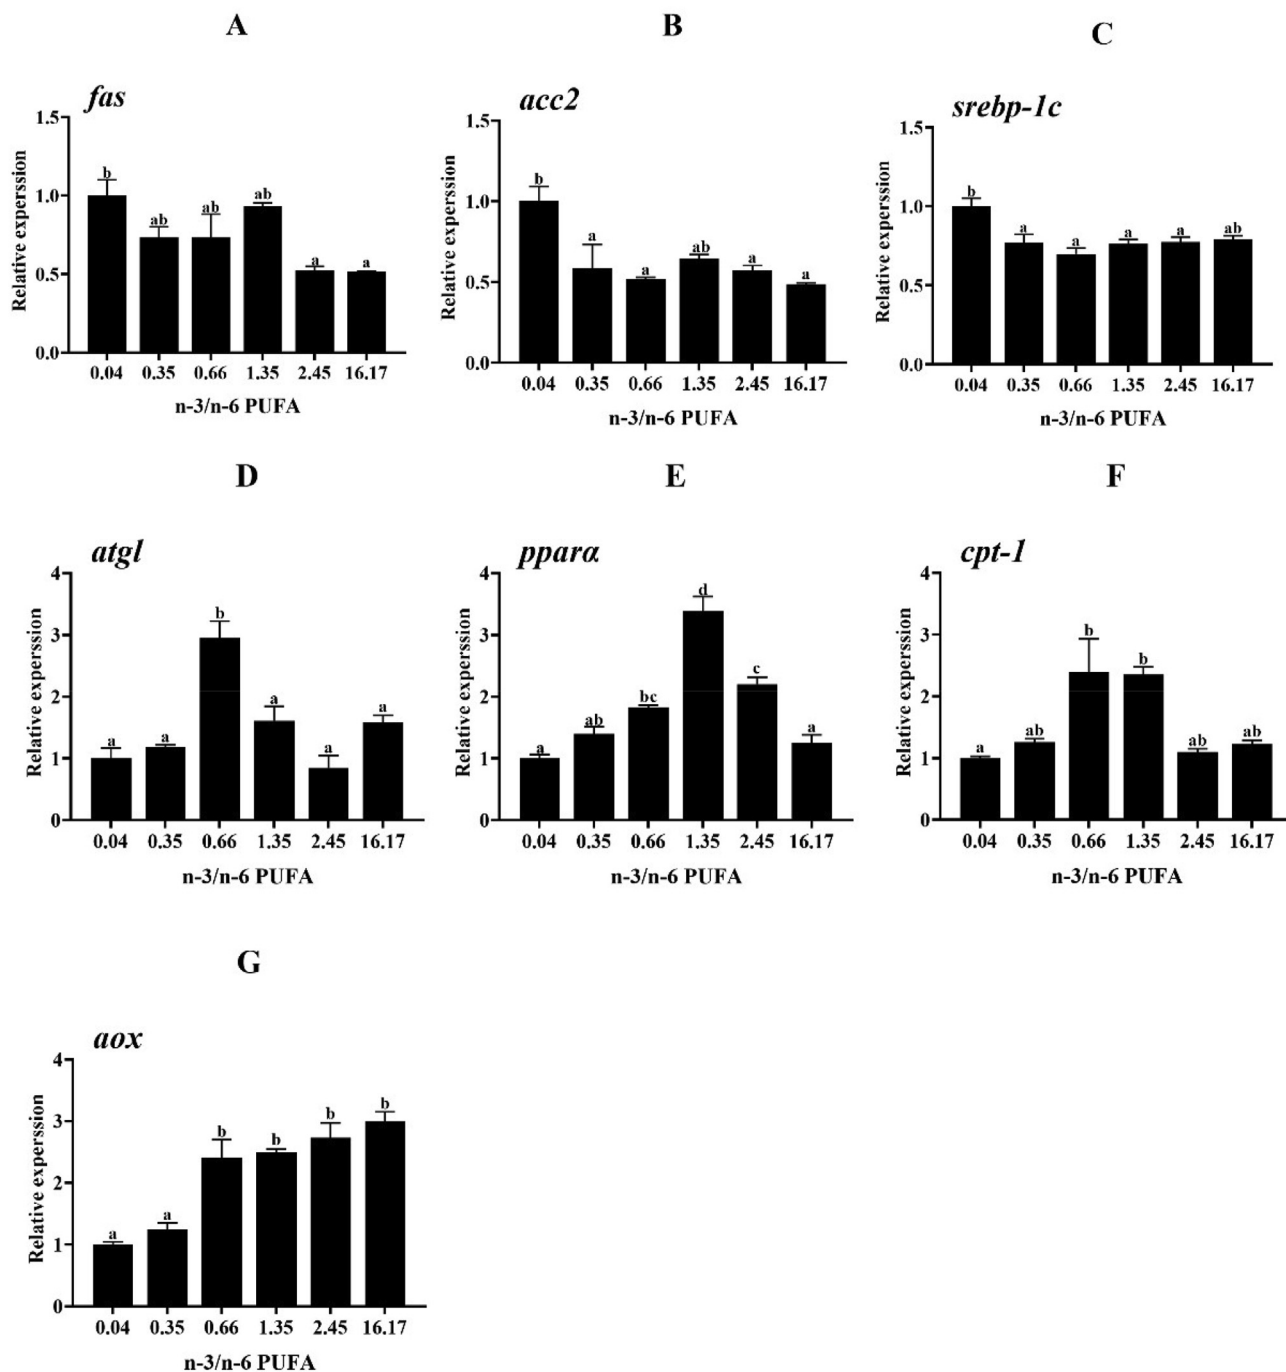 A
B
C
fas
acc2
srebp-1c
Relative experssion
1.5
1.0
0.5
0.0
b
ab
ab
ab
a
a
0.04 0.35 0.66 1.35 2.45 16.17
n-3/n-6 PUFA
Relative experssion
1.5
1.0
0.5
0.0
b
a
a
ab
a
a
0.04 0.35 0.66 1.35 2.45 16.17
n-3/n-6 PUFA
Relative experssion
1.5
1.0
0.5
0.0
b
a
a
a
a
ab
0.04 0.35 0.66 1.35 2.45 16.17
n-3/n-6 PUFA
D
E
F
atgl
pparα
cpt-1
Relative experssion
4
3
2
1
0
a
a
b
a
a
a
0.04 0.35 0.66 1.35 2.45 16.17
n-3/n-6 PUFA
Relative experssion
4
3
2
1
0
a
ab
bc
d
c
a
0.04 0.35 0.66 1.35 2.45 16.17
n-3/n-6 PUFA
Relative experssion
4
3
2
1
0
a
ab
b
b
ab
ab
0.04 0.35 0.66 1.35 2.45 16.17
n-3/n-6 PUFA
G
aox
Relative experssion
4
3
2
1
0
a
a
b
b
b
b
0.04 0.35 0.66 1.35 2.45 16.17
n-3/n-6 PUFA